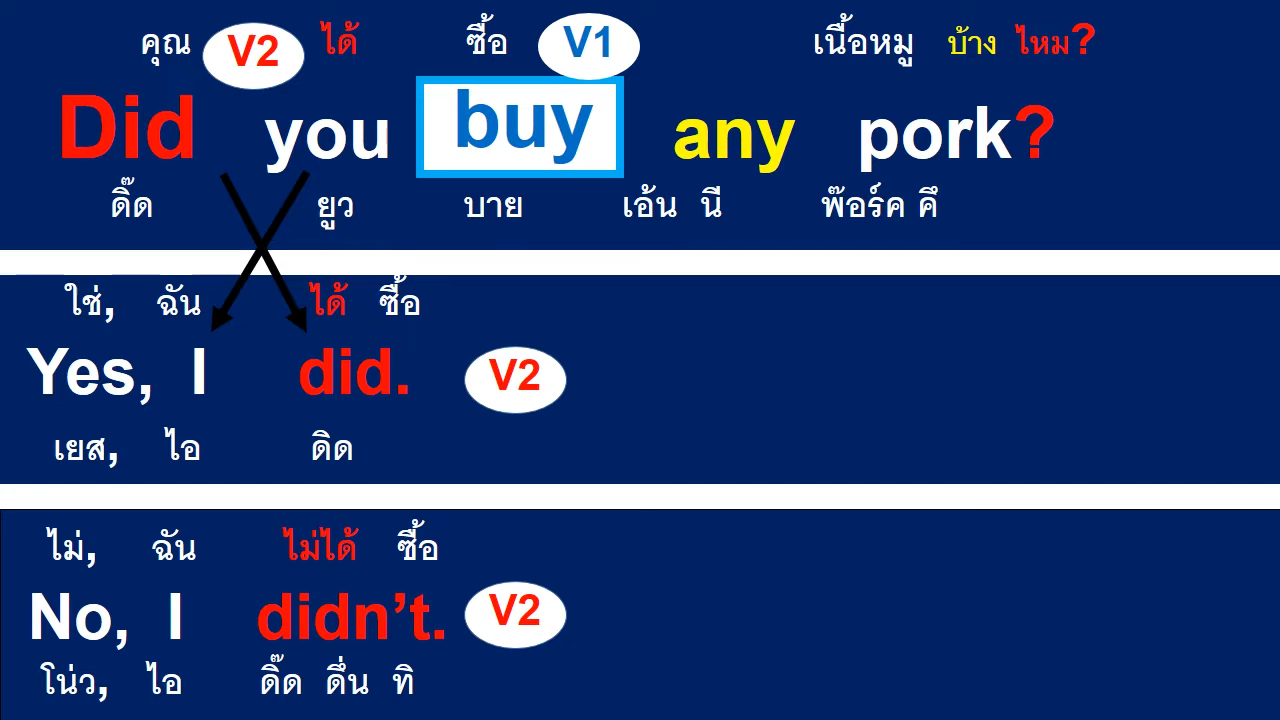 คุณ V2 ได้ ซื้อ V1 เนื้อหมู บ้าง ไหม?
Did you buy any pork?
ดิ๊ด ยูว บาย เอ้น นี พ๊อร์ค คึ
ใช่, ฉัน ได้ ซื้อ
Yes, I did. V2
เยส, ไอ ดิด
ไม่, ฉัน ไม่ได้ ซื้อ
No, I didn’t. V2
โน่ว, ไอ ดิ๊ด ดึ่น ทิ